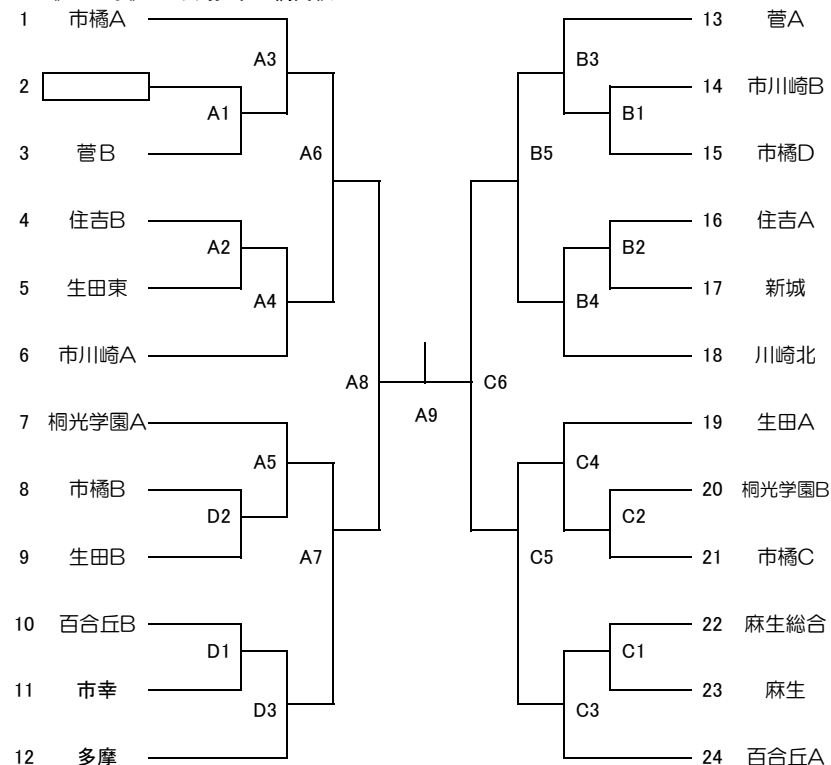 1 市橘A
A3
2
A1
3 菅B
A6
4 住吉B
A2
5 生田東
A4
6 市川崎A
A8
7 桐光学園A
A5
8 市橘B
D2
9 生田B
A7
10 百合丘B
D1
11 市幸
D3
12 多摩
A9
13 菅A
B3
14 市川崎B
B1
15 市橘D
B5
16 住吉A
B2
17 新城
B4
18 川崎北
C6
19 生田A
C4
20 桐光学園B
C2
21 市橘C
C5
22 麻生総合
C1
23 麻生
C3
24 百合丘A